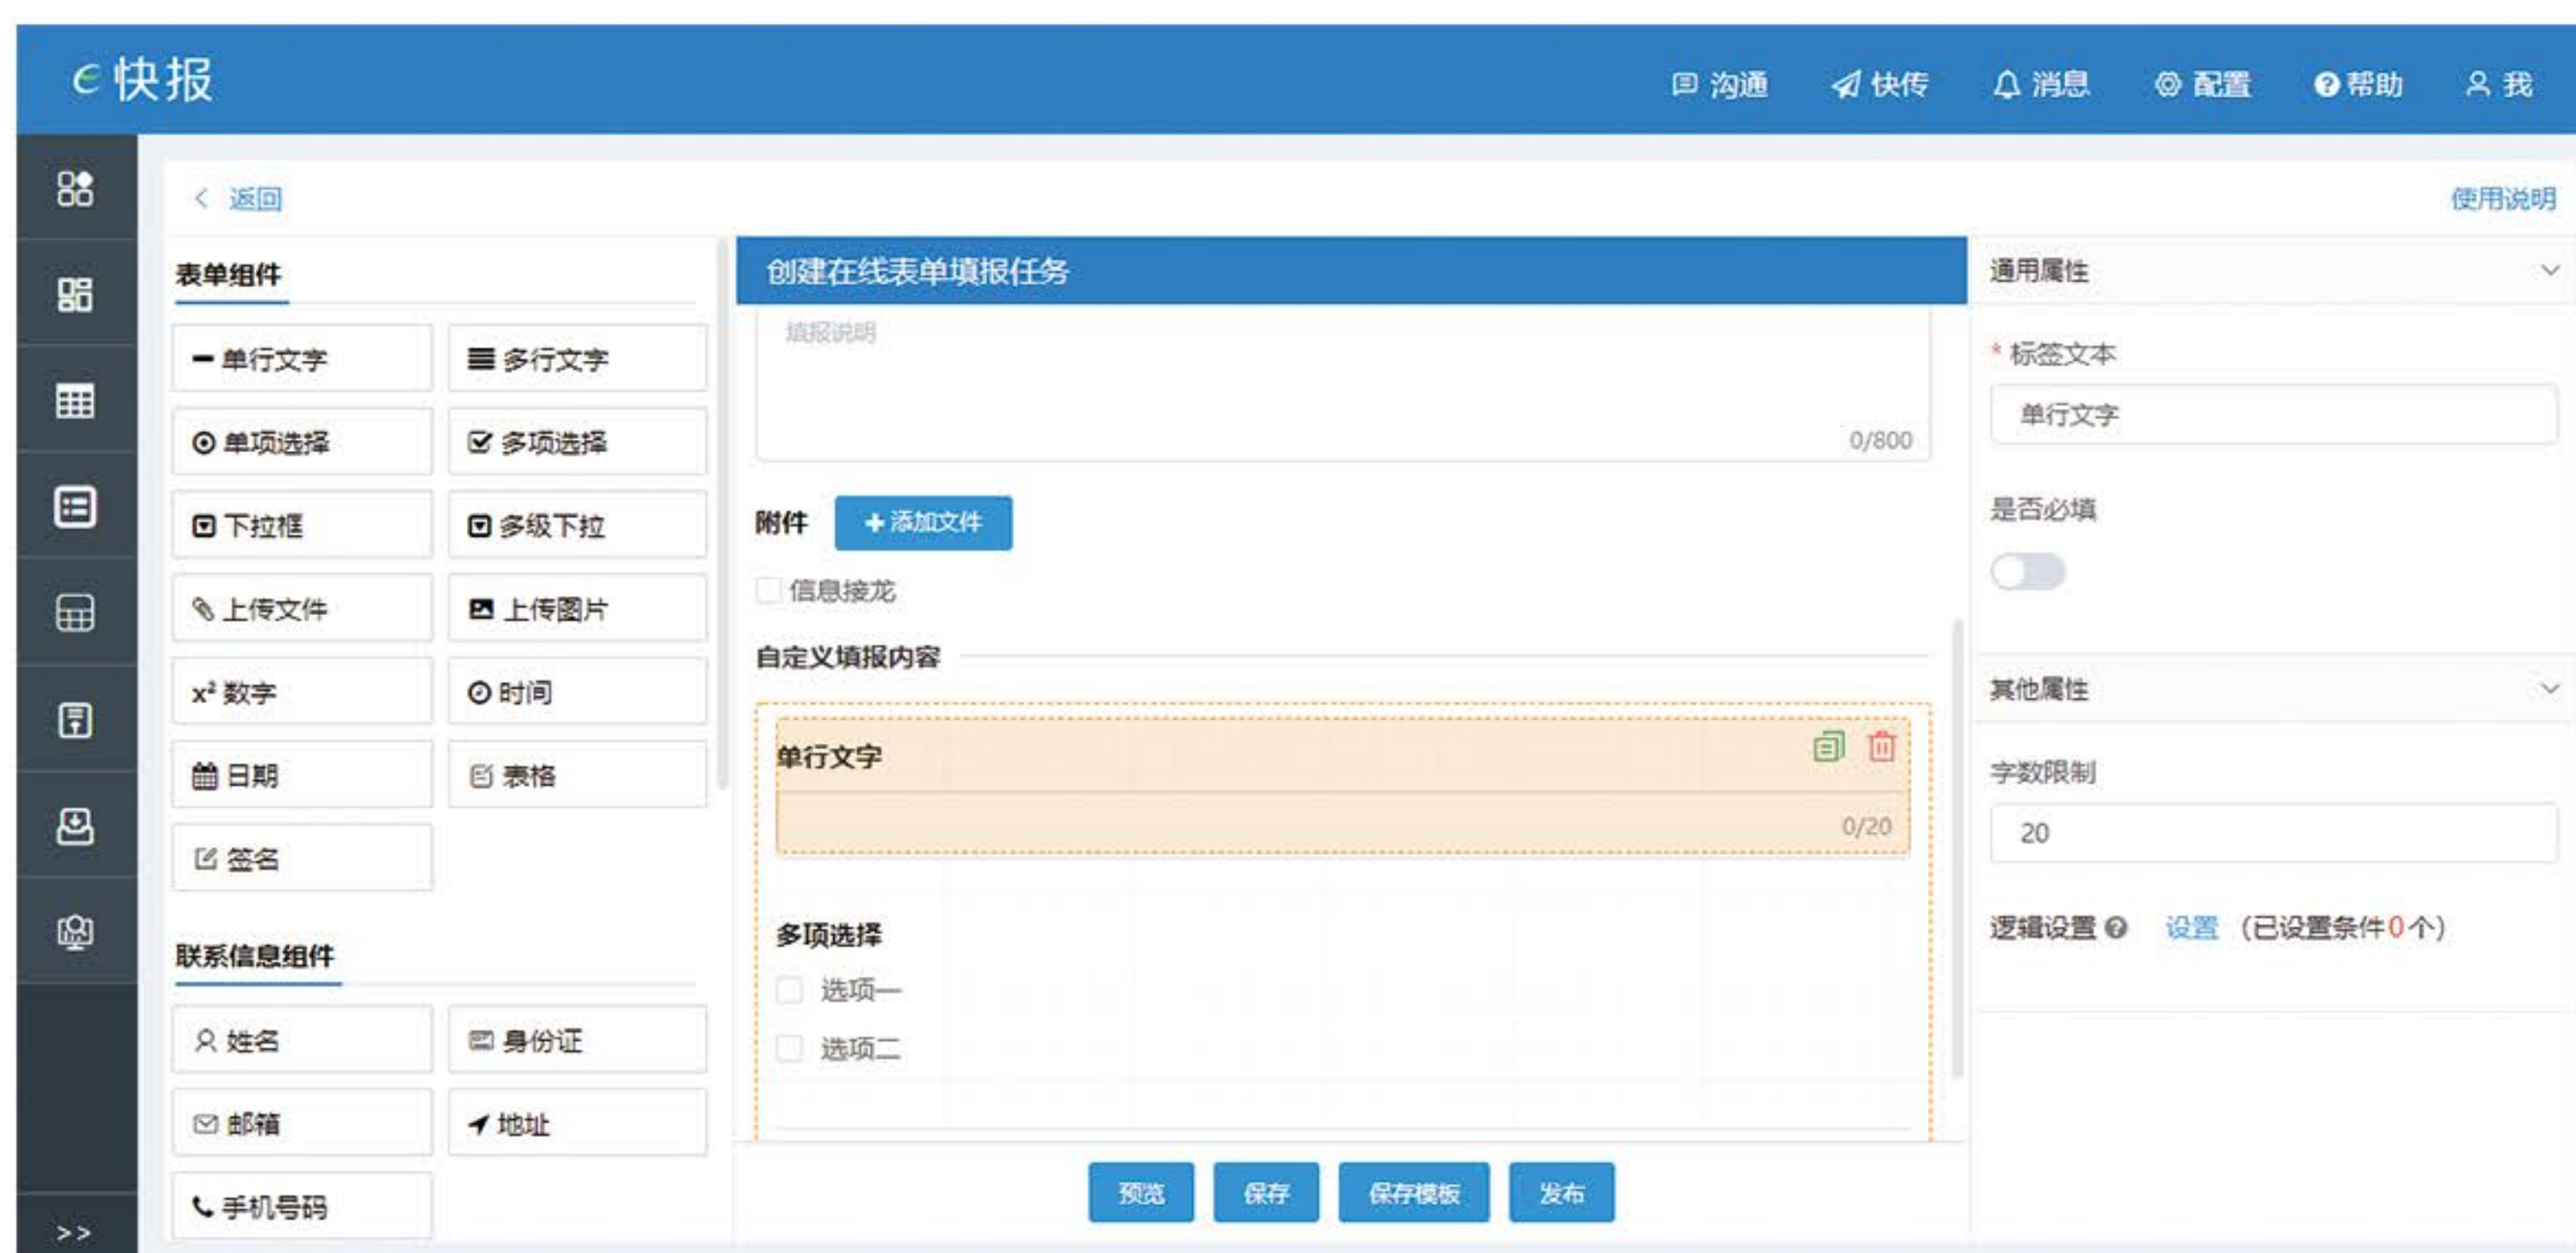 e快报
沟通 快传 消息 配置 帮助 我
< 返回
使用说明
表单组件
单行文字 多行文字
单项选择 多项选择
下拉框 多级下拉
上传文件 上传图片
x² 数字 时间
日期 表格
签名
联系信息组件
姓名 身份证
邮箱 地址
手机号码
>>
创建在线表单填报任务
填报说明
0/800
附件 +添加文件
信息接龙
自定义填报内容
单行文字
0/20
多项选择
选项一
选项二
预览 保存 保存模板 发布
通用属性
* 标签文本
单行文字
是否必填
其他属性
字数限制
20
逻辑设置 设置 (已设置条件0个)